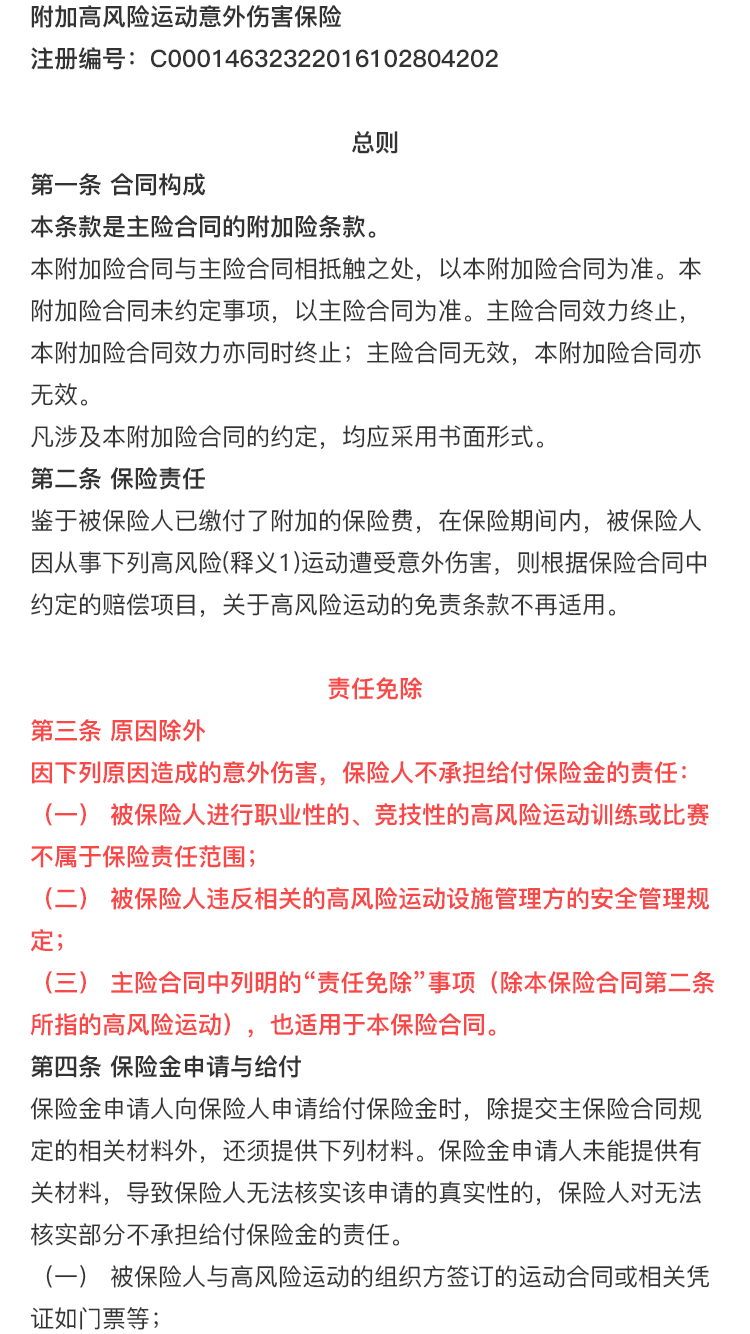 附加高风险运动意外伤害保险
注册编号：C00014632322016102804202
总则
第一条 合同构成
本条款是主险合同的附加险条款。
本附加险合同与主险合同相抵触之处，以本附加险合同为准。本
附加险合同未约定事项，以主险合同为准。主险合同效力终止，
本附加险合同效力亦同时终止；主险合同无效，本附加险合同亦
无效。
凡涉及本附加险合同的约定，均应采用书面形式。
第二条 保险责任
鉴于被保险人已缴付了附加的保险费，在保险期间内，被保险人
因从事下列高风险(释义1)运动遭受意外伤害，则根据保险合同中
约定的赔偿项目，关于高风险运动的免责条款不再适用。
责任免除
第三条 原因除外
因下列原因造成的意外伤害，保险人不承担给付保险金的责任：
（一） 被保险人进行职业性的、竞技性的高风险运动训练或比赛
不属于保险责任范围；
（二） 被保险人违反相关的高风险运动设施管理方的安全管理规
定；
（三） 主险合同中列明的“责任免除”事项（除本保险合同第二条
所指的高风险运动），也适用于本保险合同。
第四条 保险金申请与给付
保险金申请人向保险人申请给付保险金时，除提交主保险合同规
定的相关材料外，还须提供下列材料。保险金申请人未能提供有
关材料，导致保险人无法核实该申请的真实性的，保险人对无法
核实部分不承担给付保险金的责任。
（一） 被保险人与高风险运动的组织方签订的运动合同或相关凭
证如门票等；